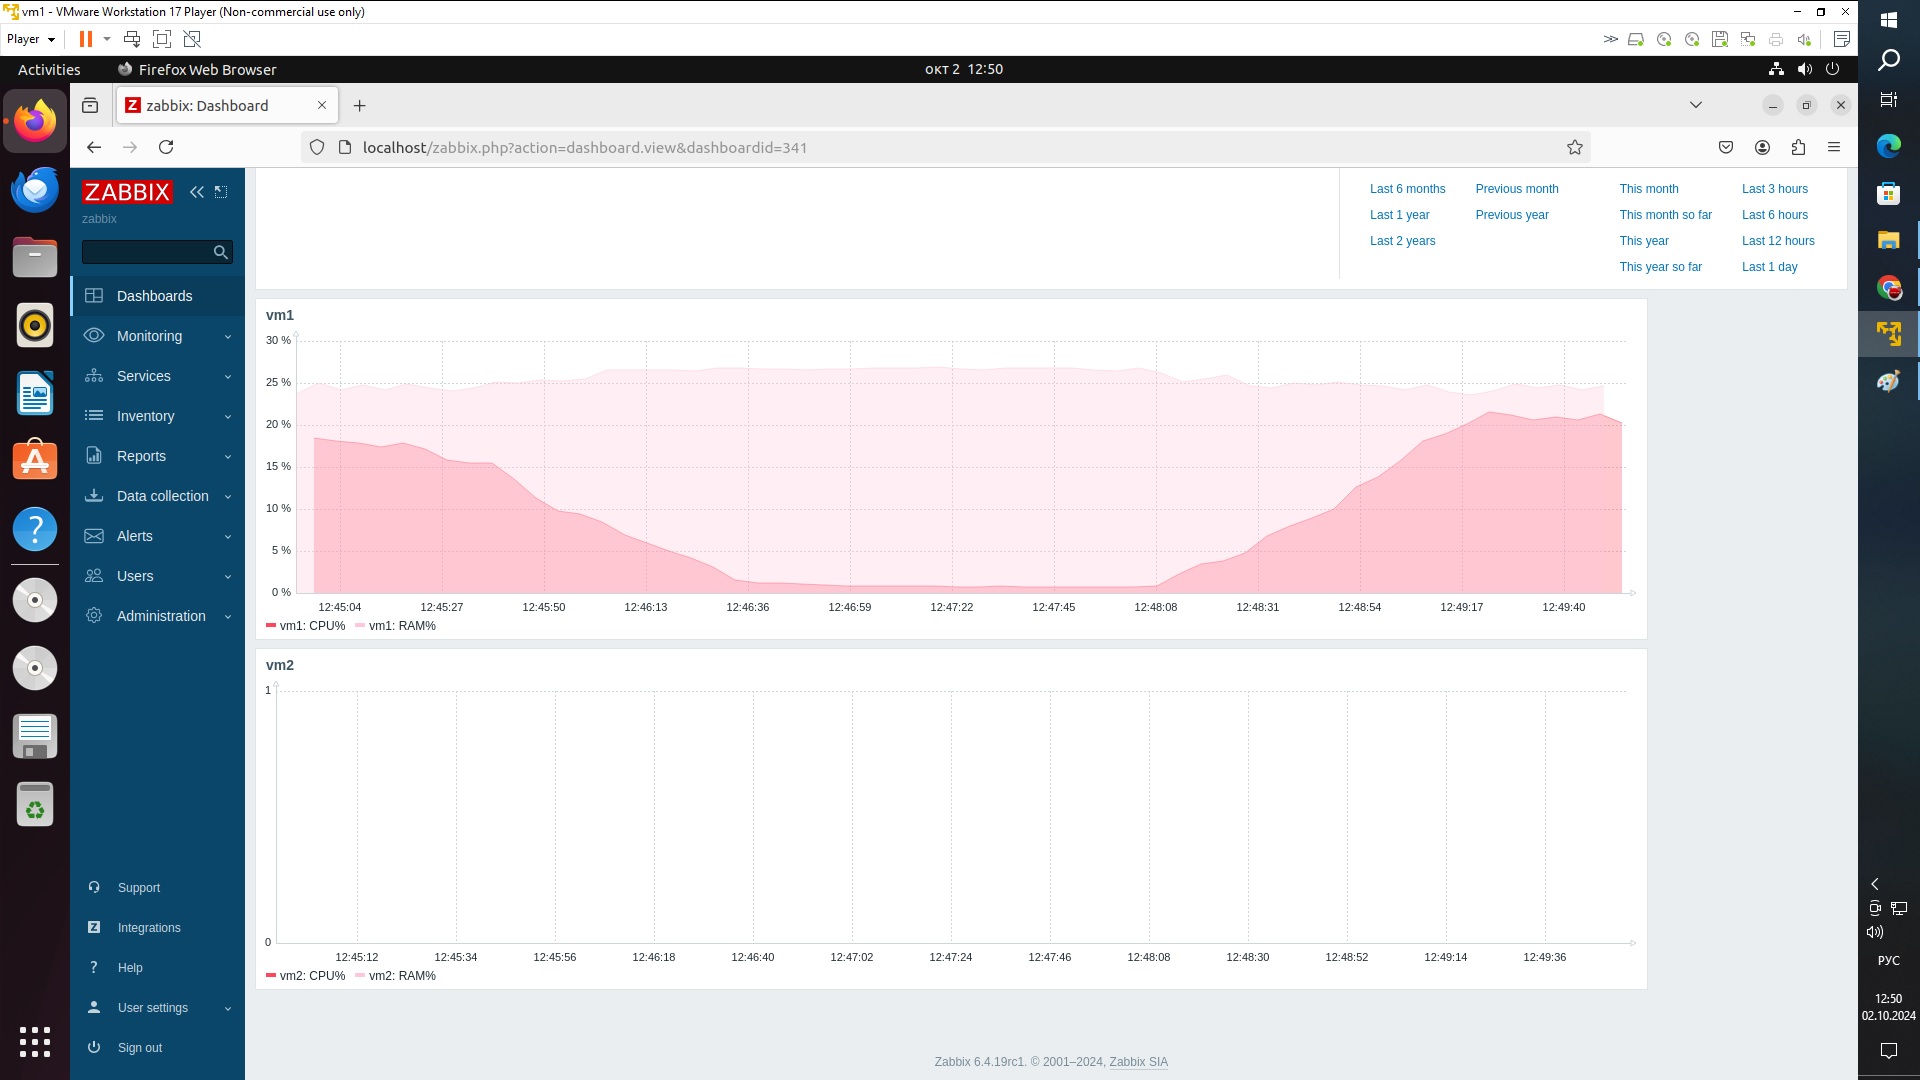 vm1 - VMware Workstation 17 Player (Non-commercial use only)
Player
Activities
Firefox Web Browser
окт 2 12:50
zabbix: Dashboard
localhost/zabbix.php?action=dashboard.view&dashboardid=341
ZABBIX
zabbix
Dashboards
Monitoring
Services
Inventory
Reports
Data collection
Alerts
Users
Administration
Support
Integrations
Help
User settings
Sign out
Last 6 months Previous month This month Last 3 hours
Last 1 year Previous year This month so far Last 6 hours
Last 2 years This year Last 12 hours
This year so far Last 1 day
vm1
30 %
25 %
20 %
15 %
10 %
5 %
0 %
12:45:04 12:45:27 12:45:50 12:46:13 12:46:36 12:46:59 12:47:22 12:47:45 12:48:08 12:48:31 12:48:54 12:49:17 12:49:40
vm1: CPU% vm1: RAM%
vm2
1
0
12:45:12 12:45:34 12:45:56 12:46:18 12:46:40 12:47:02 12:47:24 12:47:46 12:48:08 12:48:30 12:48:52 12:49:14 12:49:36
vm2: CPU% vm2: RAM%
Zabbix 6.4.19rc1. © 2001–2024, Zabbix SIA
РУС
12:50
02.10.2024